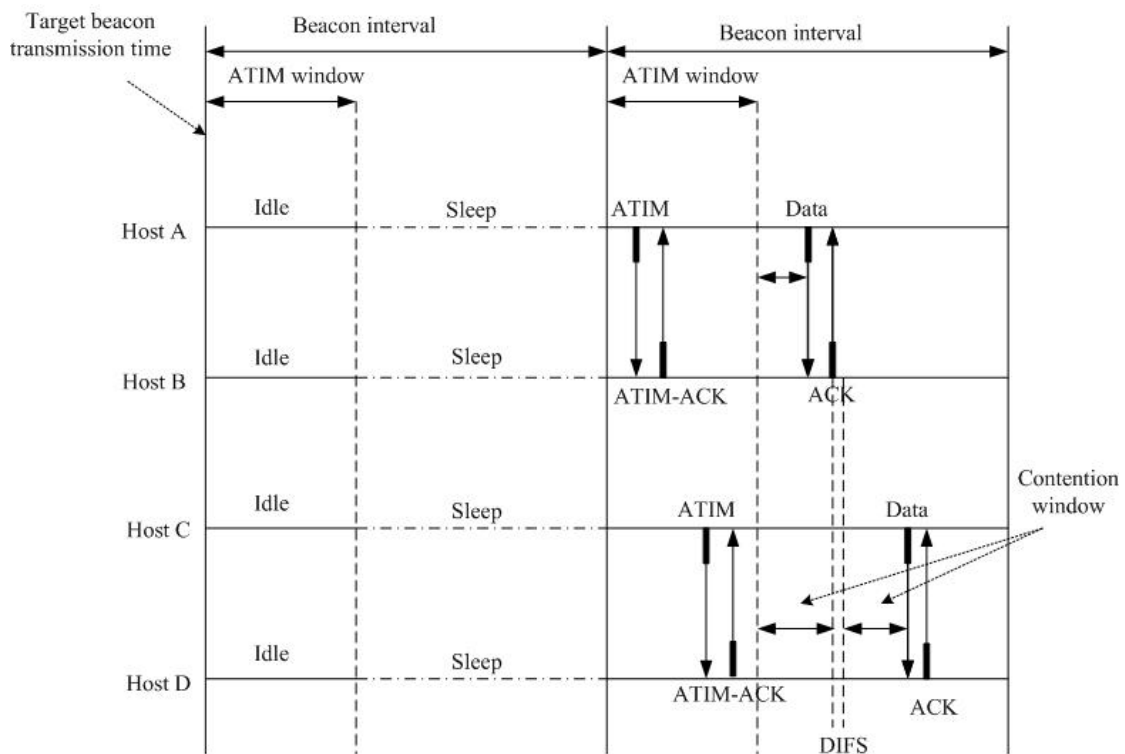 Target beacon
transmission time
Beacon interval
Beacon interval
ATIM window
ATIM window
Idle
Sleep
ATIM
Data
Host A
Idle
Sleep
Host B
ATIM-ACK
ACK
Contention
window
Idle
Sleep
ATIM
Data
Host C
Idle
Sleep
Host D
ATIM-ACK
ACK
DIFS